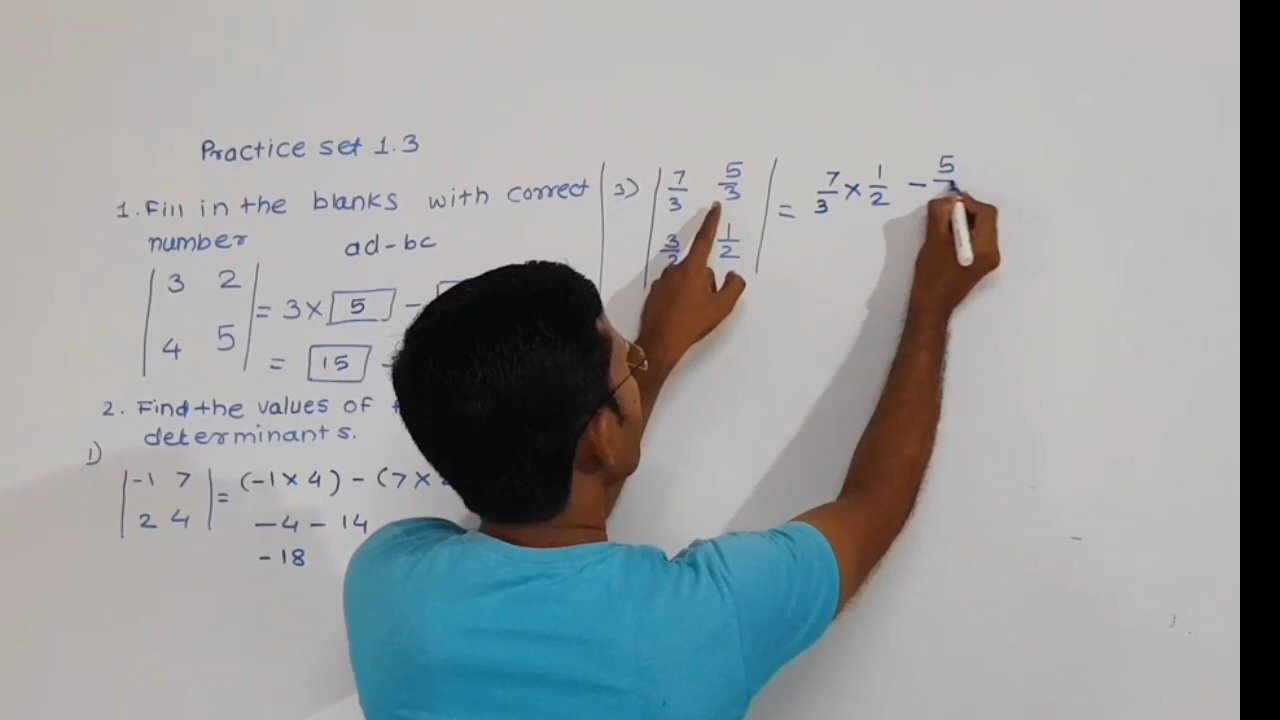 Practice set 1.3
1. Fill in the blanks with correct
number ad-bc
| 3 2 |
| 4 5 | = 3 × 5 −
= 15 -
2. Find the values of
determinants.
1)
| -1 7 |
| 2 4 | = (-1 × 4) - (7 ×
-4 - 14
-18
3) | 7/3 5/3 | = 7/3 × 1/2 - 5/
| 3/2 1/2 |